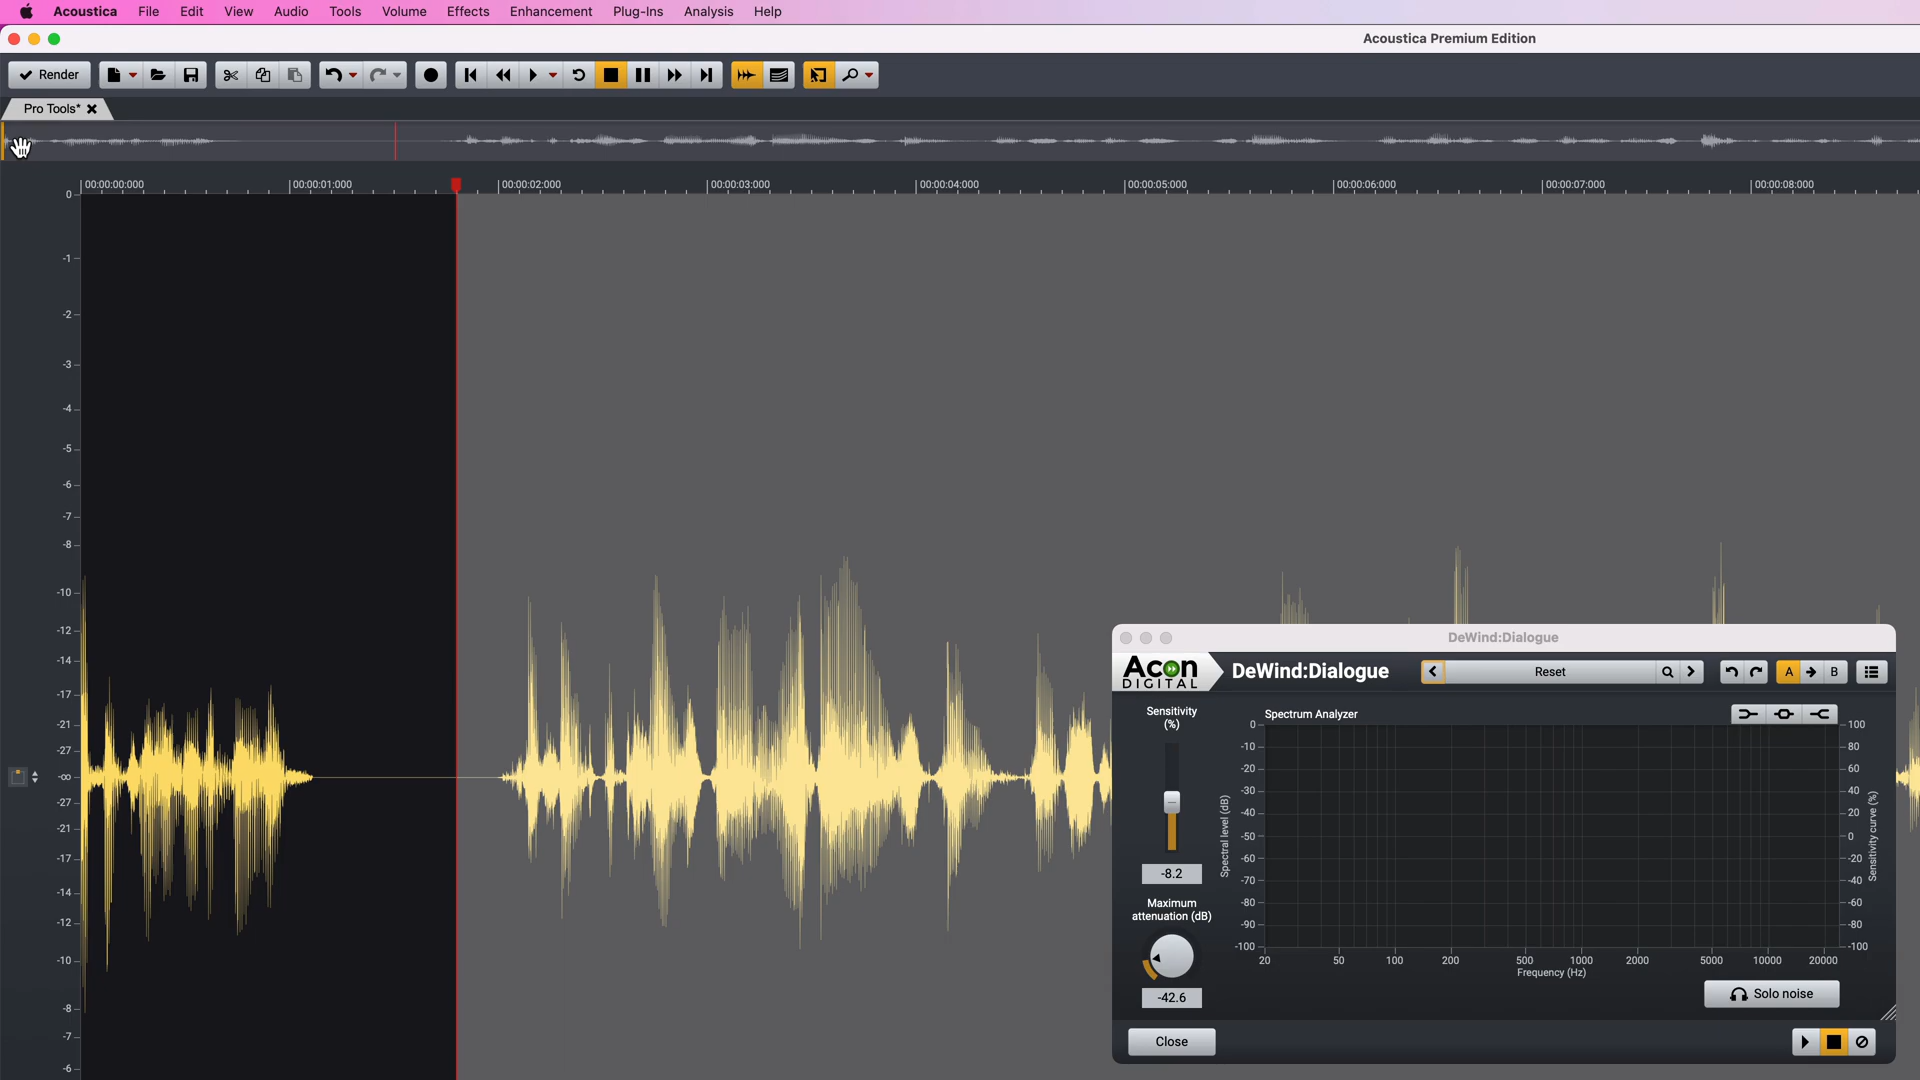 Acoustica File Edit View Audio Tools Volume Effects Enhancement Plug-Ins Analysis Help
Acoustica Premium Edition
Render
Pro Tools*
00:00:00:000 00:00:01:000 00:00:02:000 00:00:03:000 00:00:04:000 00:00:05:000 00:00:06:000 00:00:07:000 00:00:08:000
0
-1
-2
-3
-4
-5
-6
-7
-8
-10
-12
-14
-17
-21
-27
-∞
-27
-21
-17
-14
-12
-10
-8
-7
-6
DeWind:Dialogue
Acon DIGITAL
DeWind:Dialogue
Reset
A B
Sensitivity
(%)
-8.2
Maximum
attenuation (dB)
-42.6
Spectrum Analyzer
Spectral level (dB)
0
-10
-20
-30
-40
-50
-60
-70
-80
-90
-100
100
80
60
40
20
0
-20
-40
-60
-80
-100
Sensitivity curve (%)
20 50 100 200 500 1000 2000 5000 10000 20000
Frequency (Hz)
Solo noise
Close